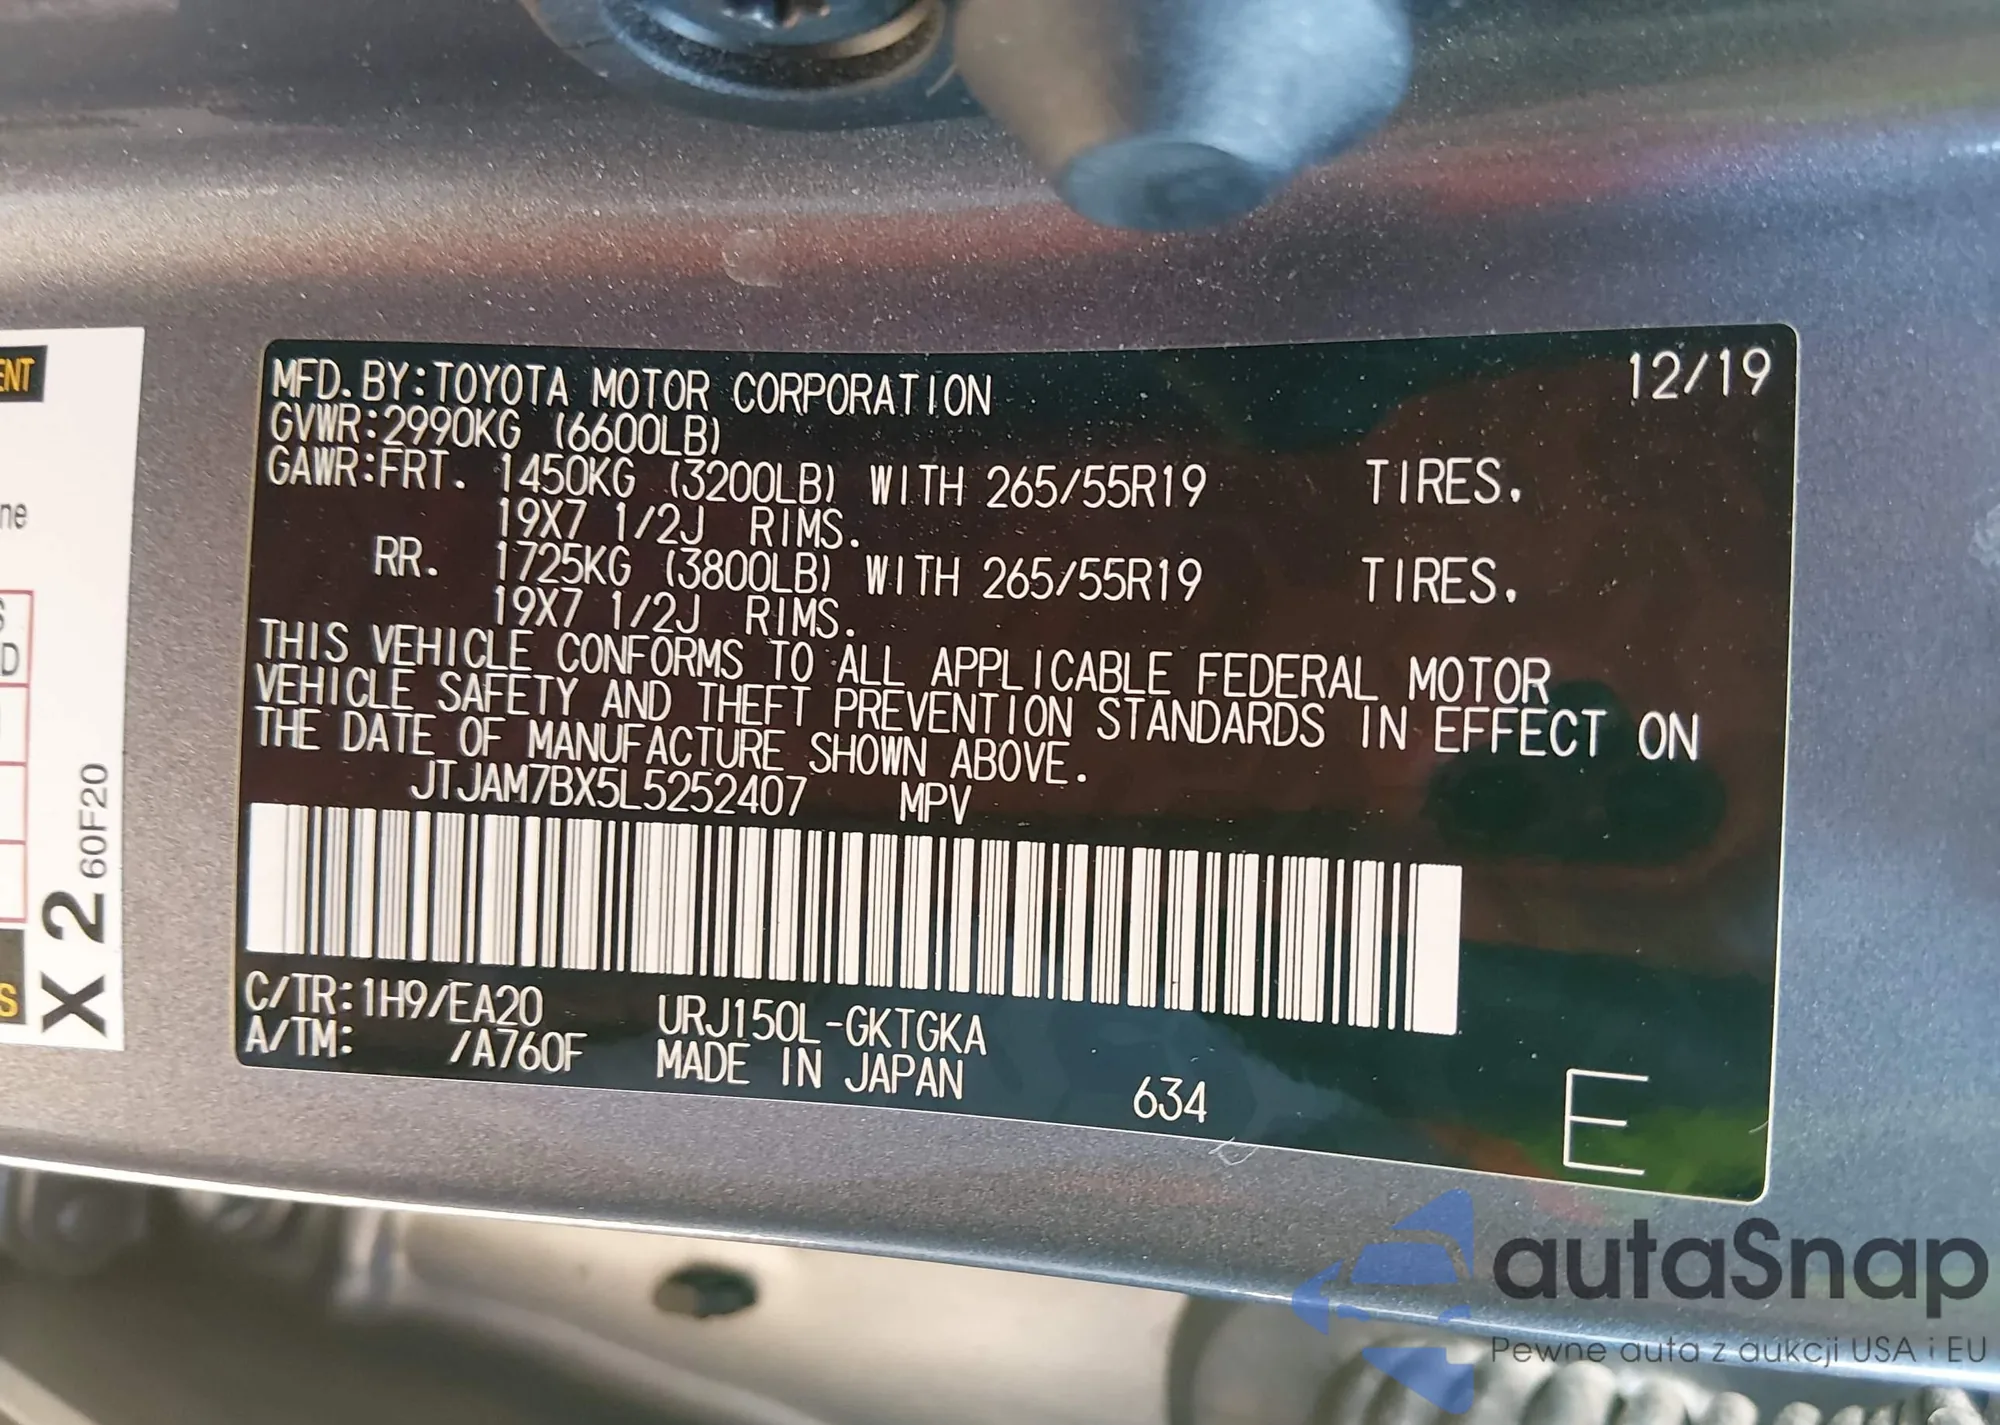 MFD.BY:TOYOTA MOTOR CORPORATION 12/19
GVWR:2990KG (6600LB)
GAWR:FRT. 1450KG (3200LB) WITH 265/55R19 TIRES.
19X7 1/2J RIMS.
RR. 1725KG (3800LB) WITH 265/55R19 TIRES.
19X7 1/2J RIMS.
THIS VEHICLE CONFORMS TO ALL APPLICABLE FEDERAL MOTOR
VEHICLE SAFETY AND THEFT PREVENTION STANDARDS IN EFFECT ON
THE DATE OF MANUFACTURE SHOWN ABOVE.
JTJAM7BX5L5252407 MPV
C/TR:1H9/EA20 URJ150L-GKTGKA
A/TM: /A760F MADE IN JAPAN 634 E
X 2 60F20
autaSnap
Pewne auta z aukcji USA i EU